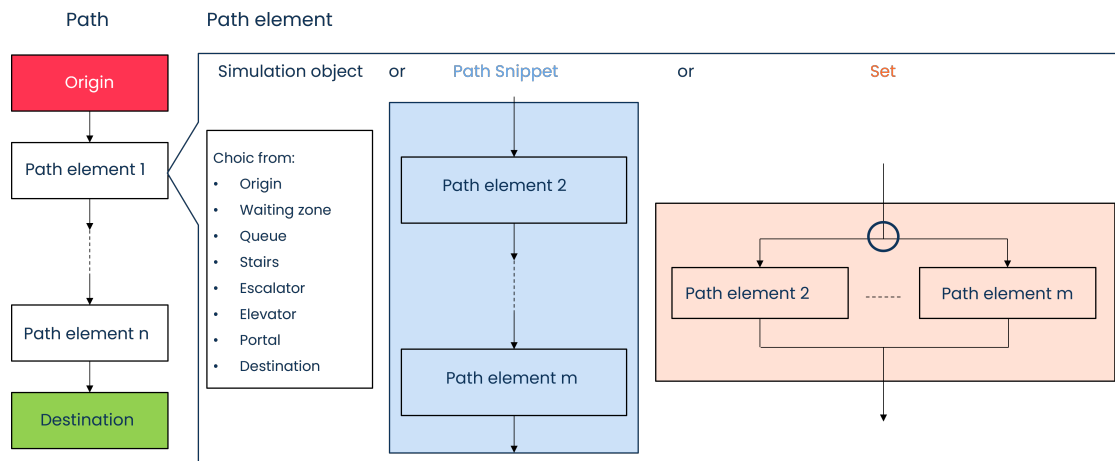 Path
Path element
Origin
Path element 1
Path element n
Destination
Simulation object or Path Snippet or Set
Choic from:
• Origin
• Waiting zone
• Queue
• Stairs
• Escalator
• Elevator
• Portal
• Destination
Path element 2
Path element m
Path element 2
Path element m